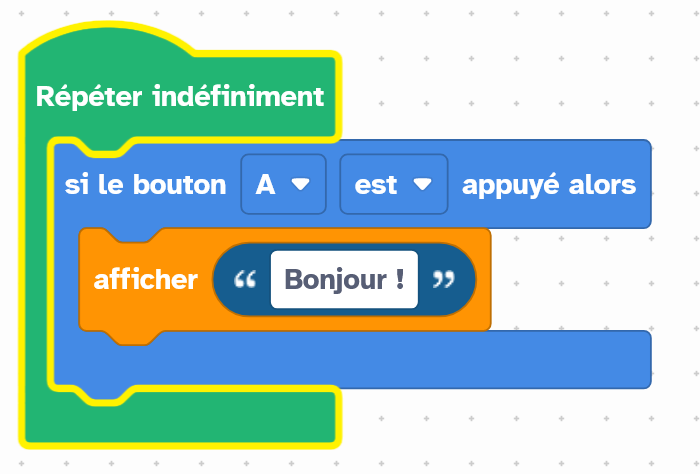 Répéter indéfiniment
si le bouton A est appuyé alors
afficher “ Bonjour ! ”